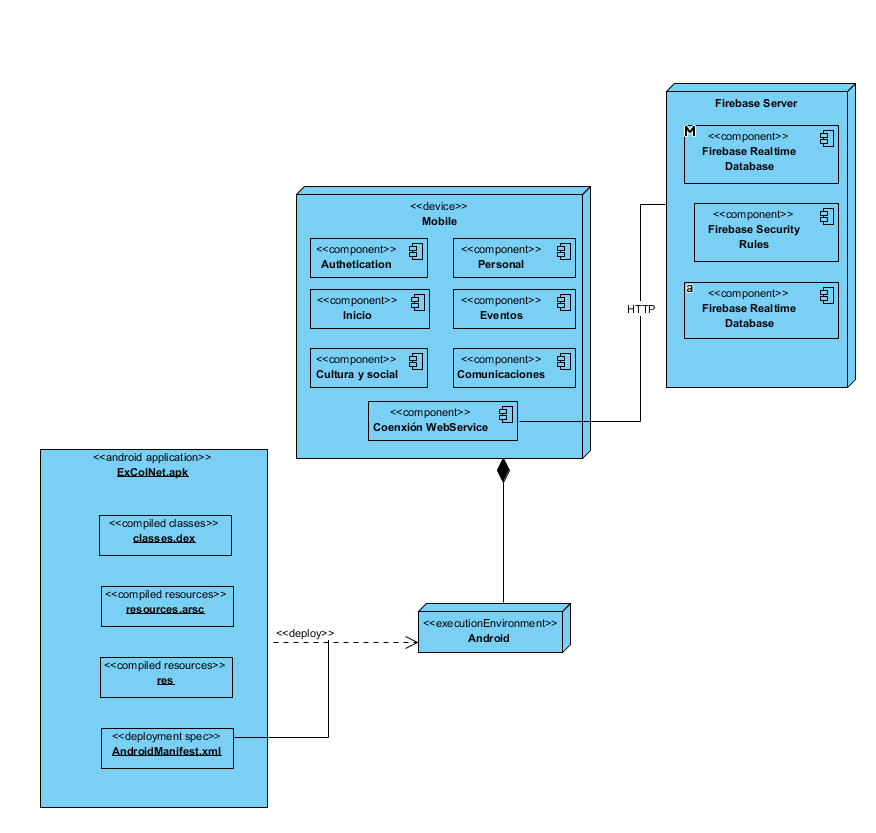 Firebase Server
M
<<component>>
Firebase Realtime
Database
<<component>>
Firebase Security
Rules
a
<<component>>
Firebase Realtime
Database
<<device>>
Mobile
<<component>>
Authetication
<<component>>
Personal
<<component>>
Inicio
<<component>>
Eventos
<<component>>
Cultura y social
<<component>>
Comunicaciones
<<component>>
Coenxión WebService
HTTP
<<android application>>
ExColNet.apk
<<compiled classes>>
classes.dex
<<compiled resources>>
resources.arsc
<<compiled resources>>
res
<<deployment spec>>
AndroidManifest.xml
<<deploy>>
<<executionEnvironment>>
Android